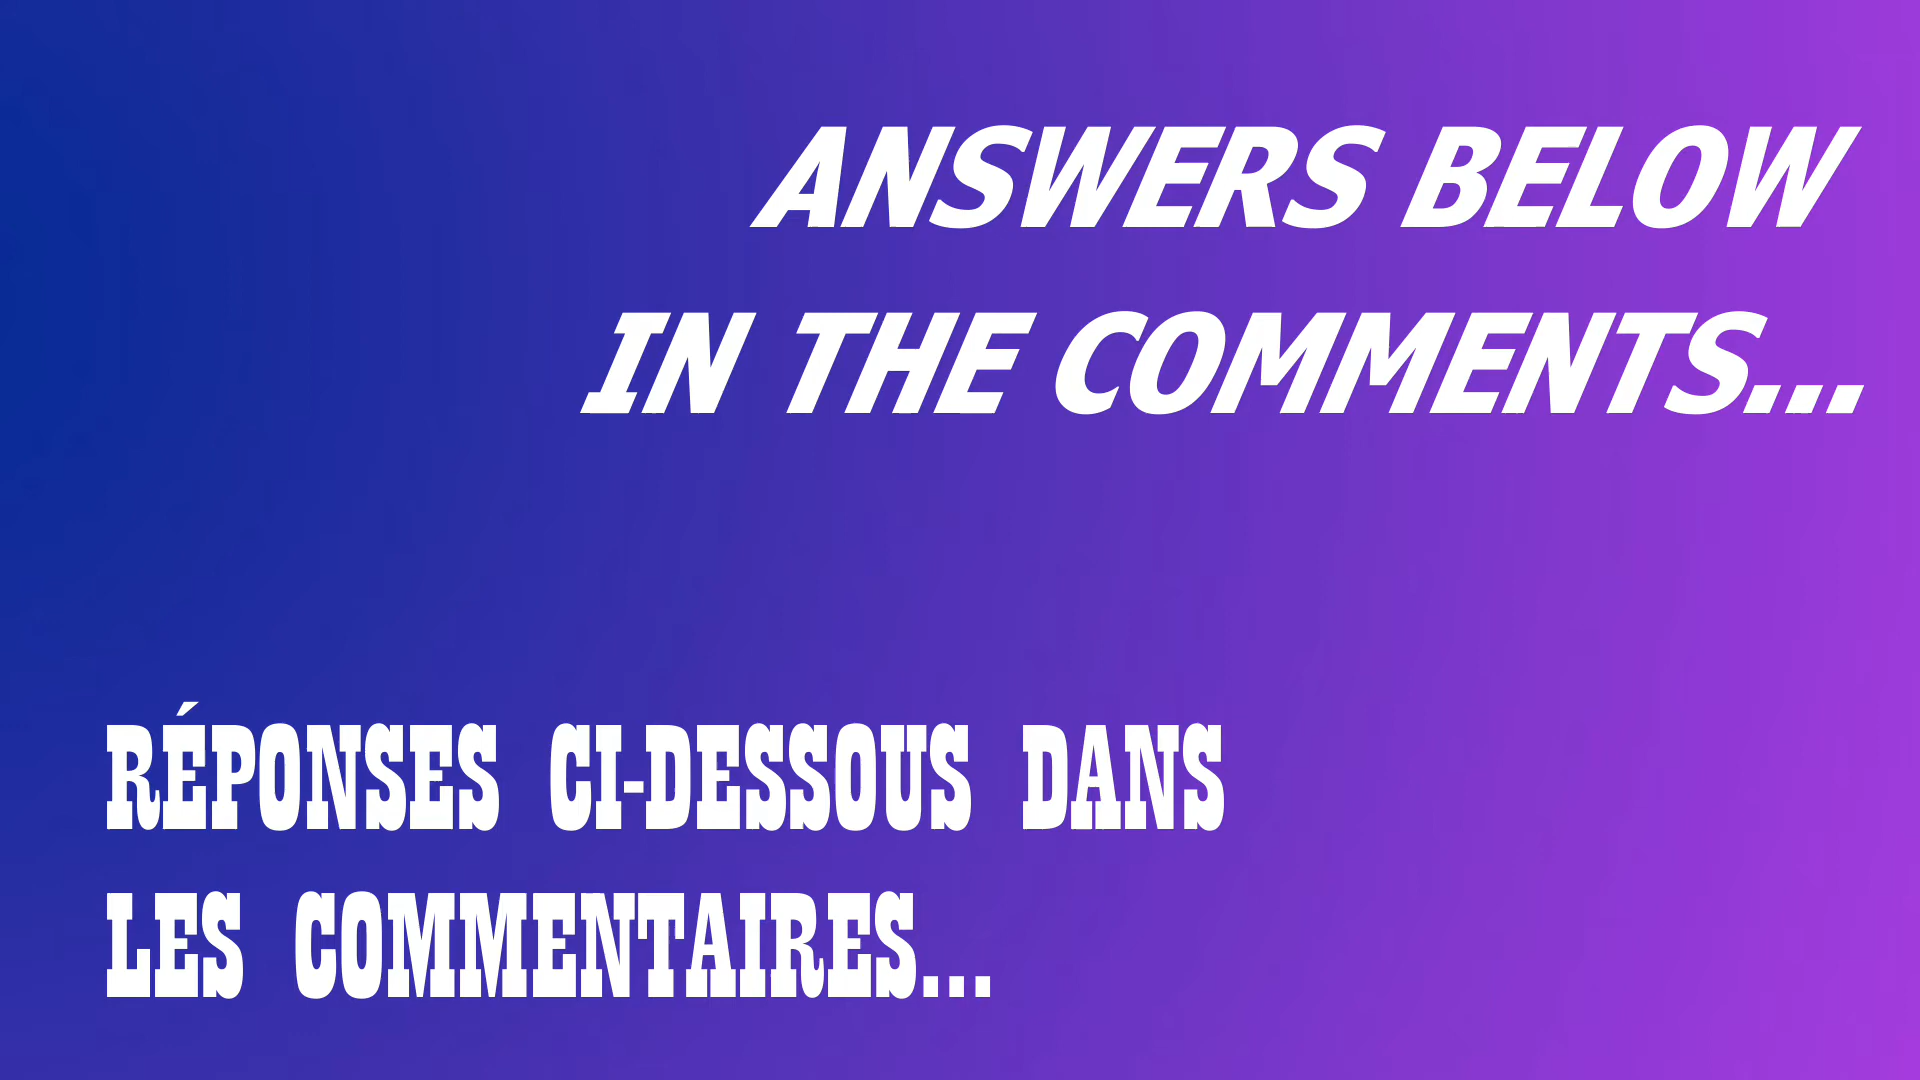 ANSWERS BELOW
IN THE COMMENTS...
RÉPONSES CI-DESSOUS DANS
LES COMMENTAIRES...